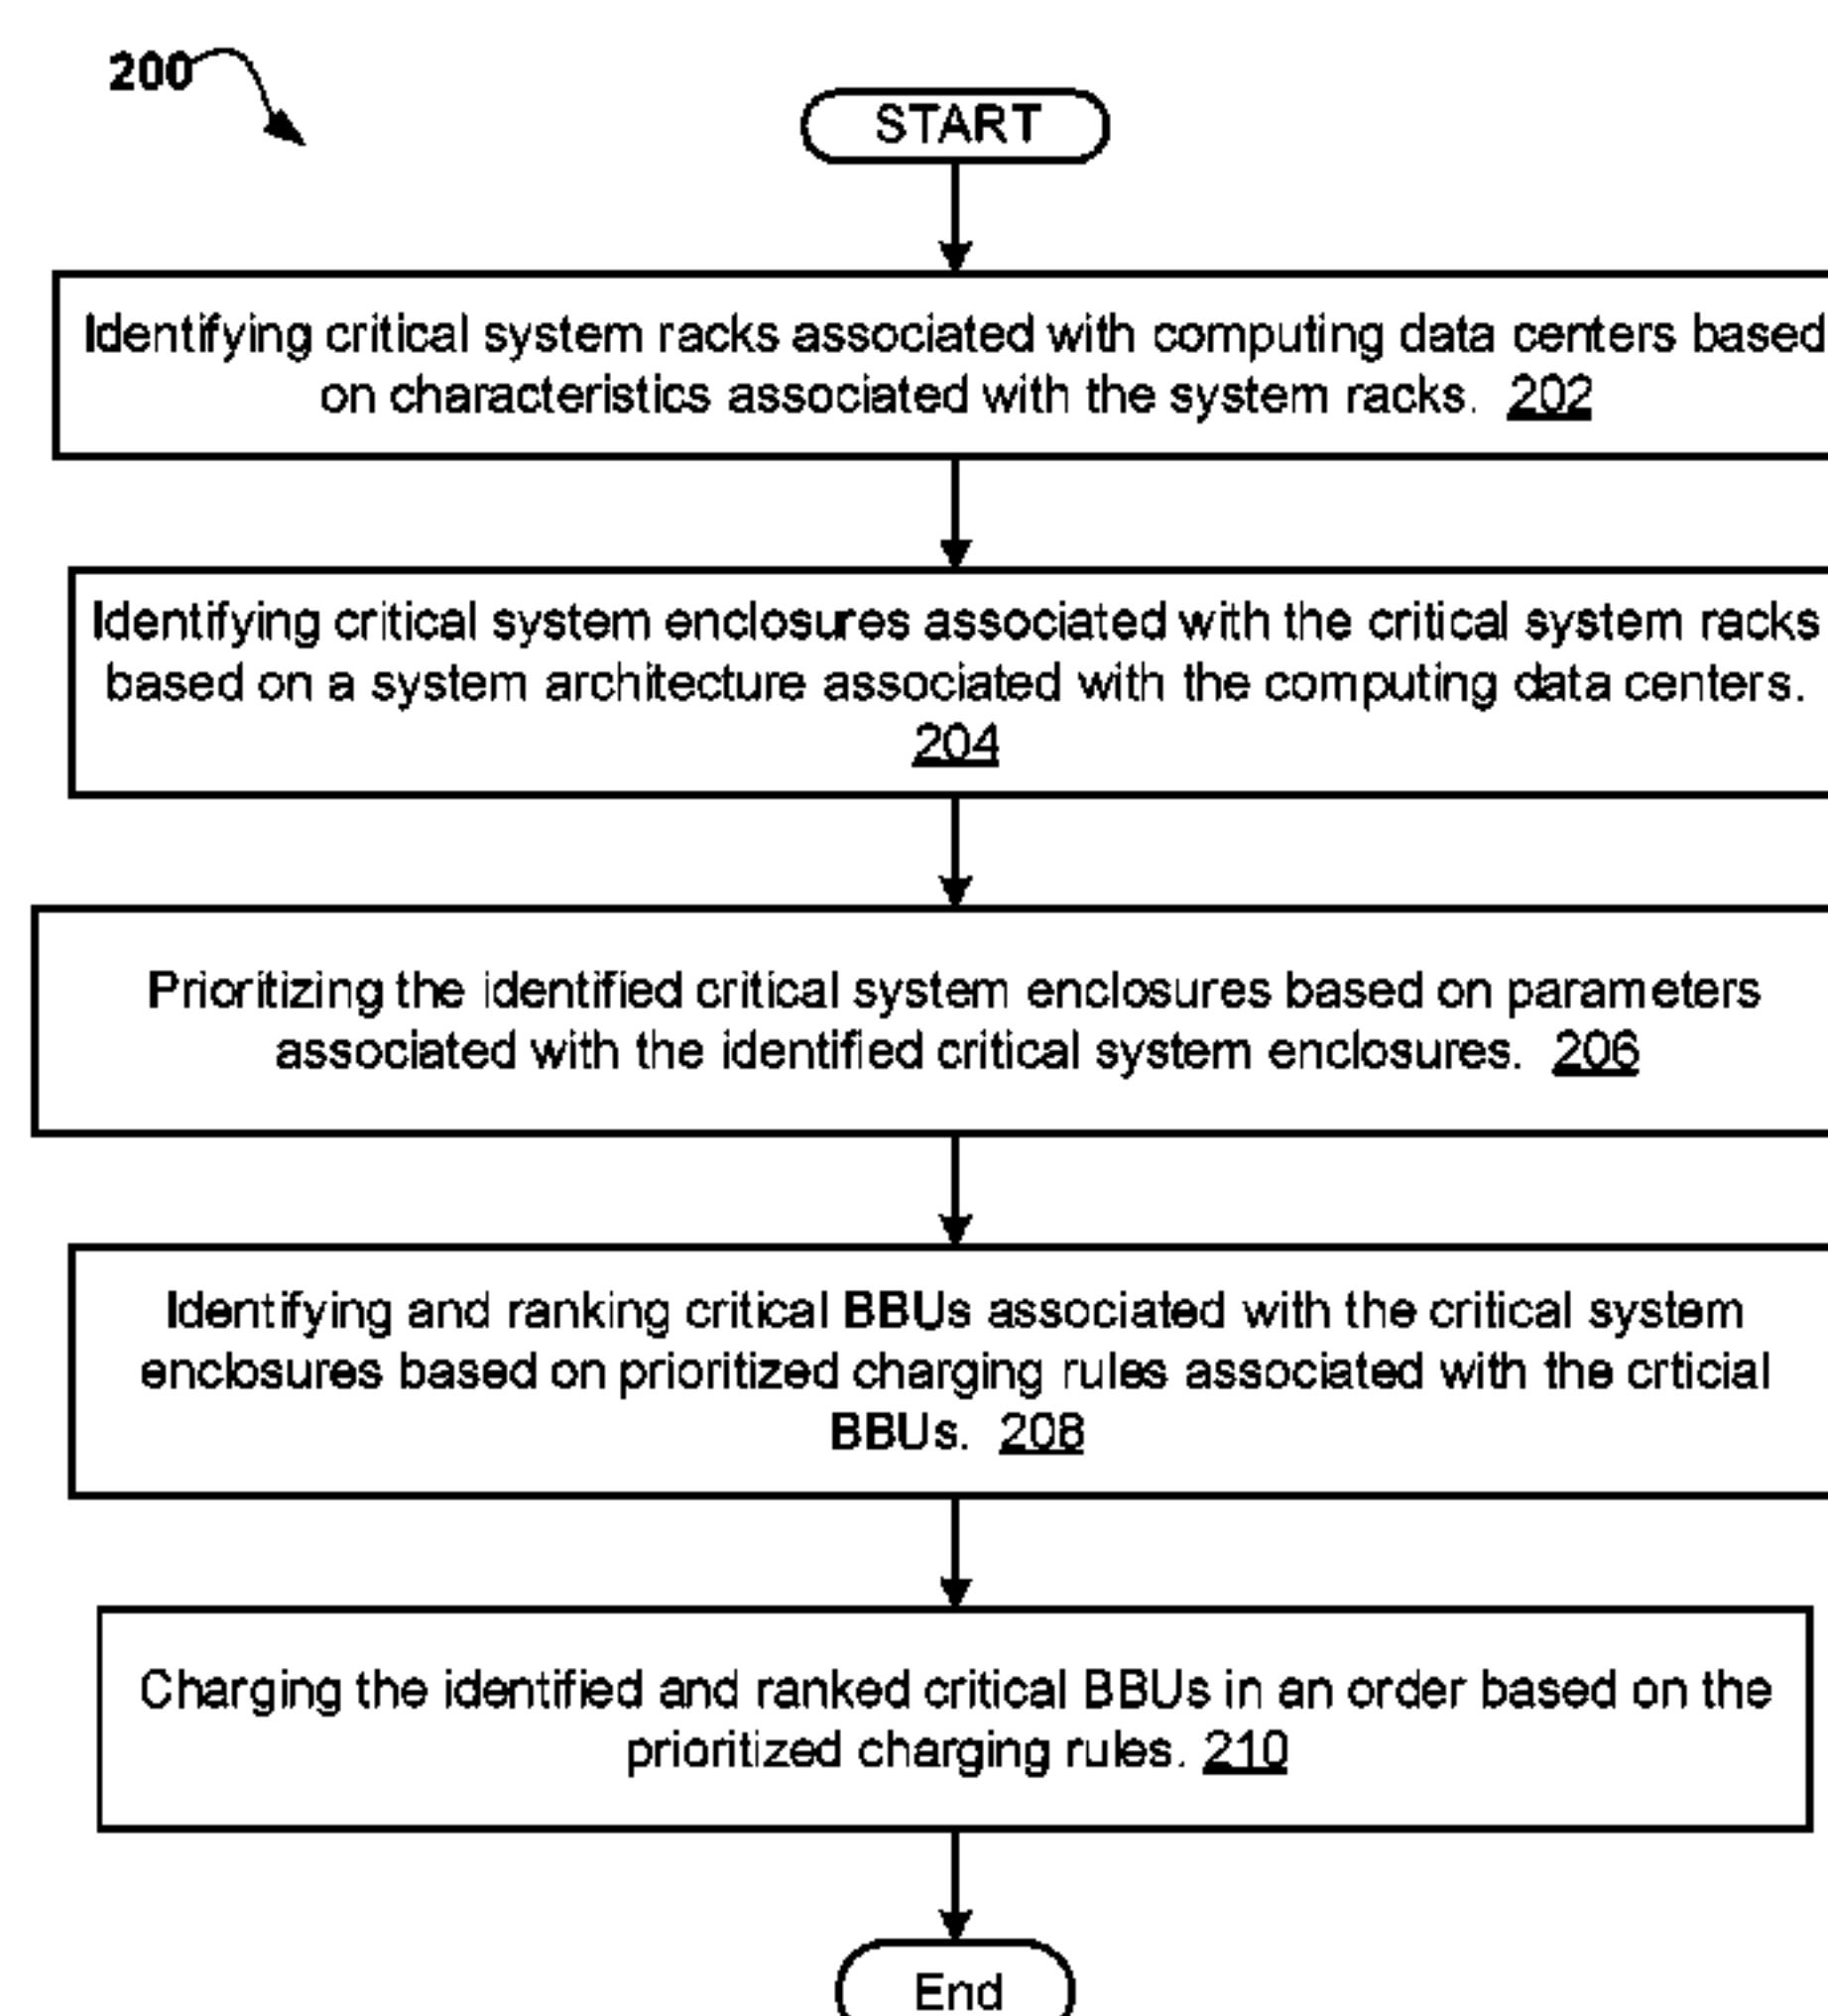 200
START
Identifying critical system racks associated with computing data centers based
on characteristics associated with the system racks. 202
Identifying critical system enclosures associated with the critical system racks
based on a system architecture associated with the computing data centers.
204
Prioritizing the identified critical system enclosures based on parameters
associated with the identified critical system enclosures. 206
Identifying and ranking critical BBUs associated with the critical system
enclosures based on prioritized charging rules associated with the crticial
BBUs. 208
Charging the identified and ranked critical BBUs in an order based on the
prioritized charging rules. 210
End